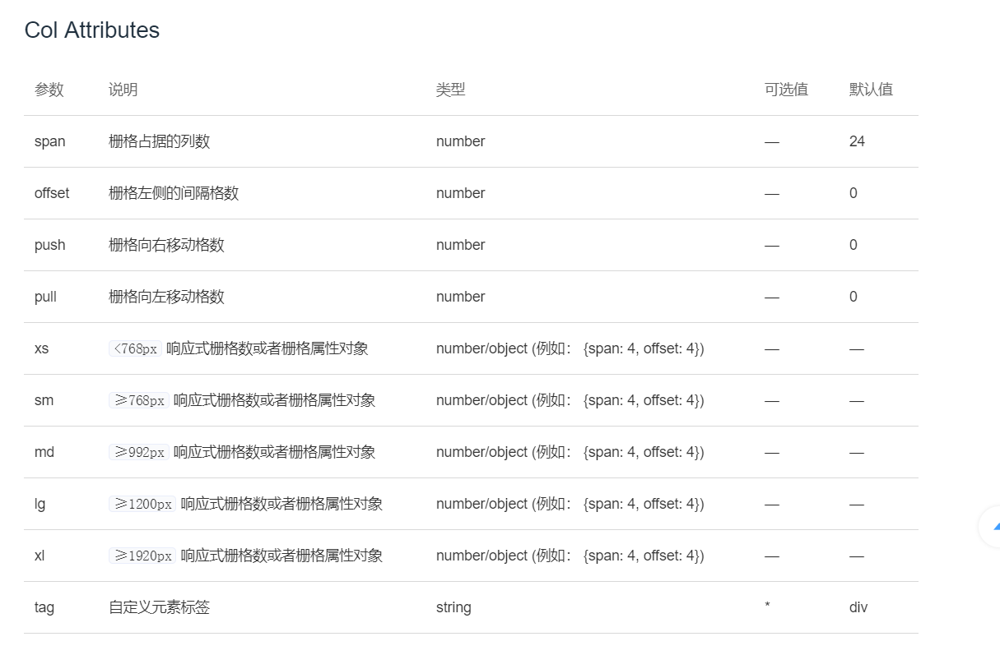 Col Attributes
参数 说明 类型 可选值 默认值
span 栅格占据的列数 number — 24
offset 栅格左侧的间隔格数 number — 0
push 栅格向右移动格数 number — 0
pull 栅格向左移动格数 number — 0
xs <768px 响应式栅格数或者栅格属性对象 number/object (例如： {span: 4, offset: 4}) — —
sm ≥768px 响应式栅格数或者栅格属性对象 number/object (例如： {span: 4, offset: 4}) — —
md ≥992px 响应式栅格数或者栅格属性对象 number/object (例如： {span: 4, offset: 4}) — —
lg ≥1200px 响应式栅格数或者栅格属性对象 number/object (例如： {span: 4, offset: 4}) — —
xl ≥1920px 响应式栅格数或者栅格属性对象 number/object (例如： {span: 4, offset: 4}) — —
tag 自定义元素标签 string * div